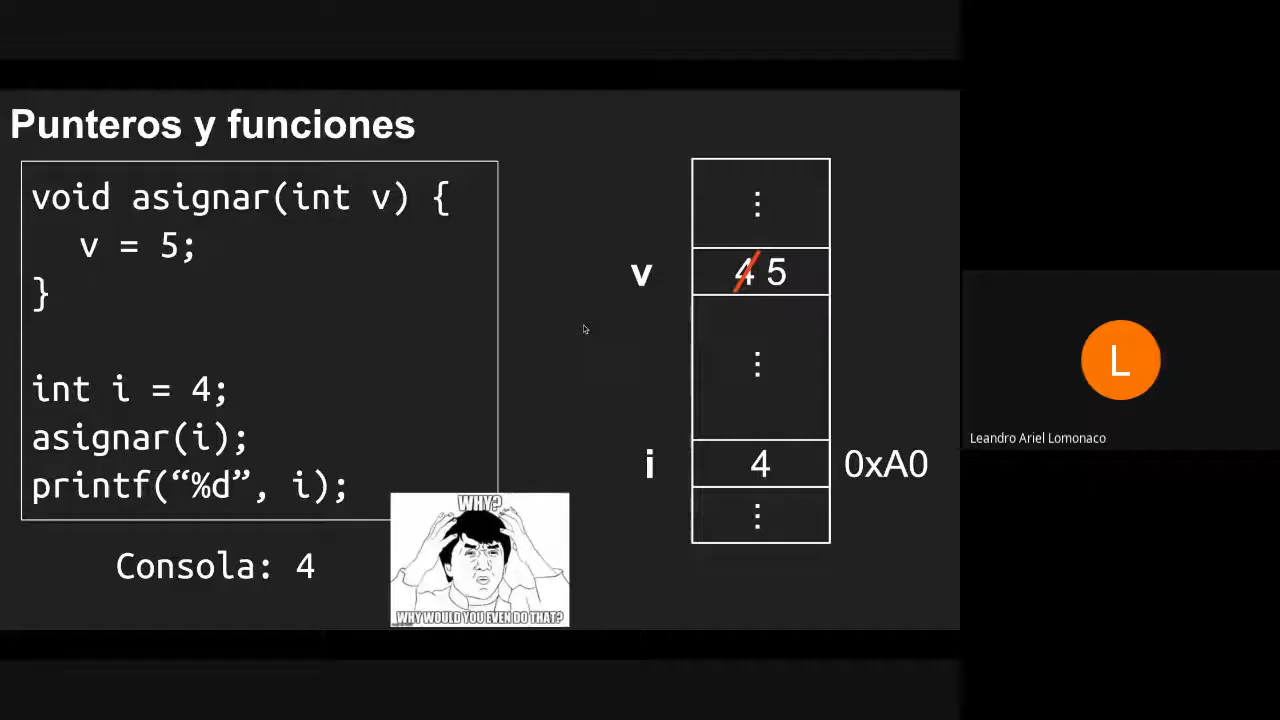 Punteros y funciones
void asignar(int v) {
v = 5;
}
int i = 4;
asignar(i);
printf(“%d”, i);
Consola: 4
WHY?
WHY WOULD YOU EVEN DO THAT?
⋮
v 4 5
⋮
i 4 0xA0
⋮
L
Leandro Ariel Lomonaco